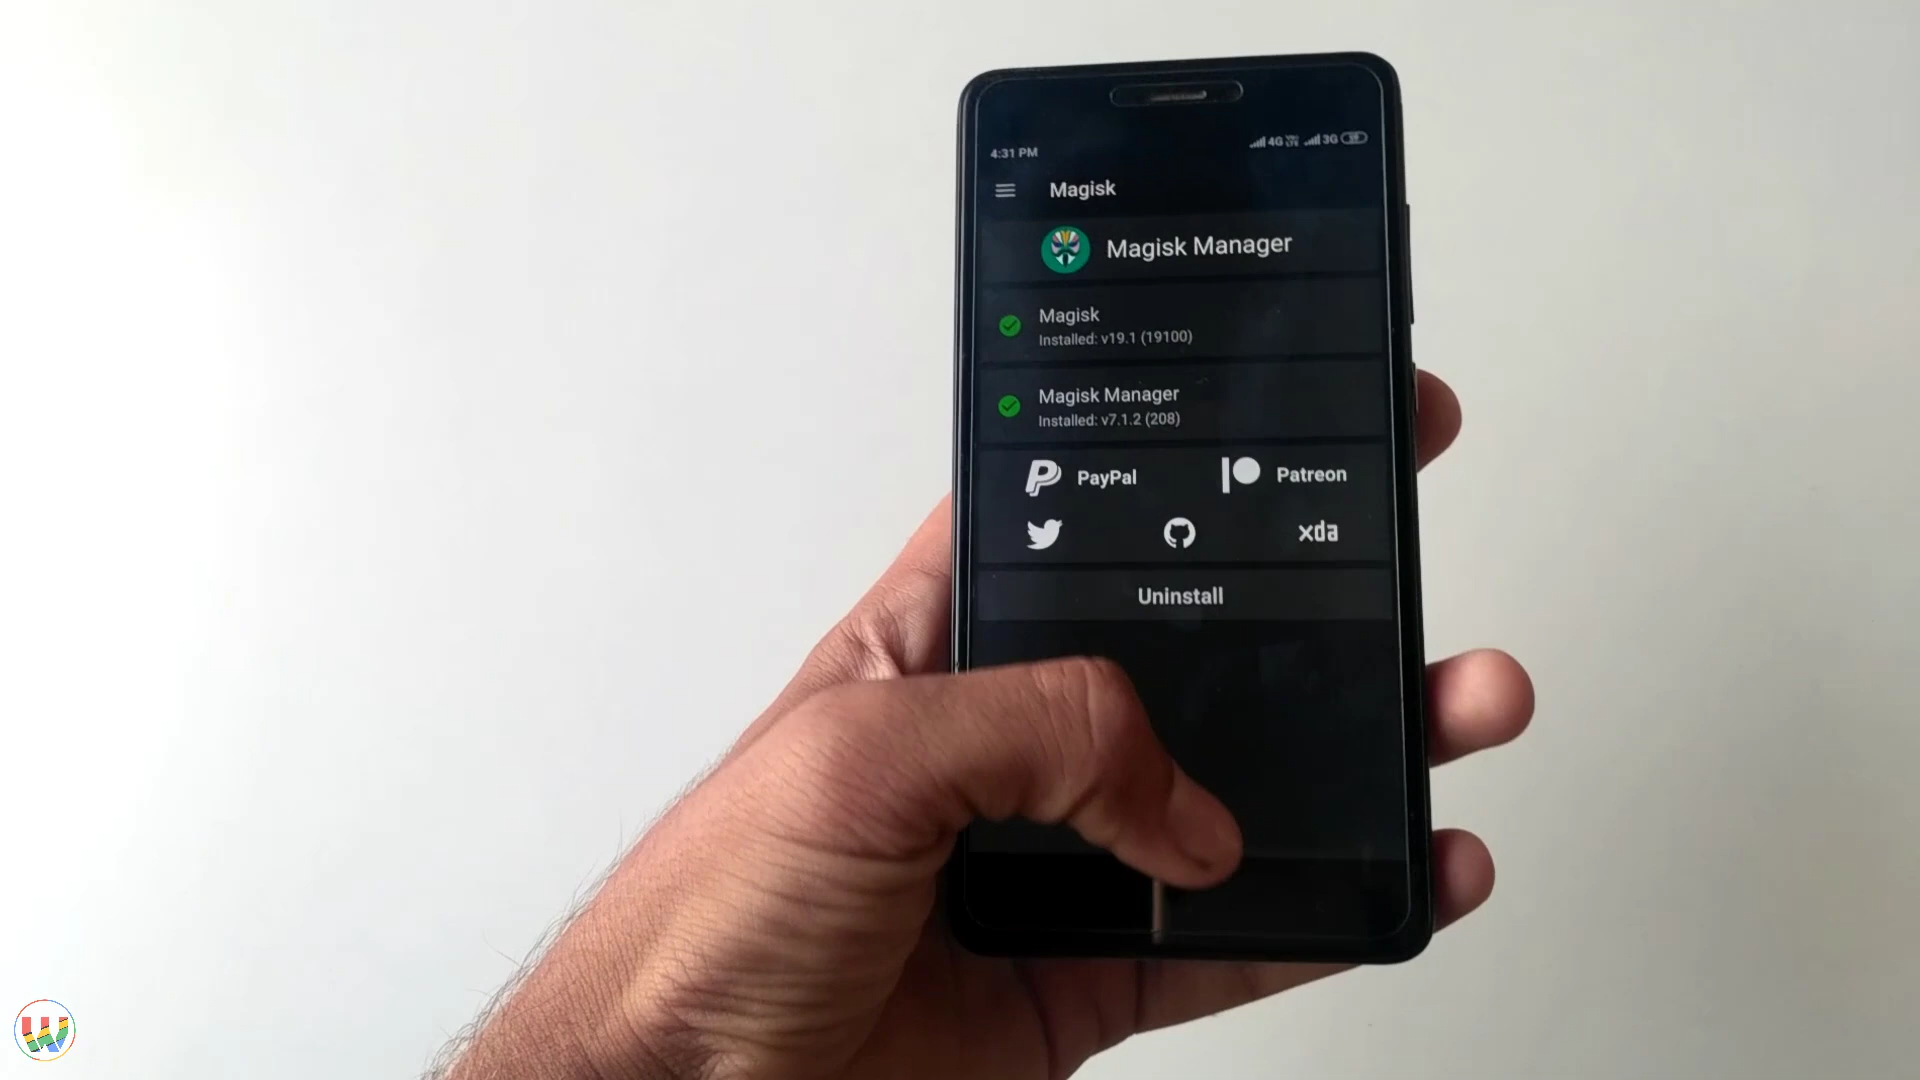 4:31 PM
4G VoLTE 3G
Magisk
Magisk Manager
Magisk
Installed: v19.1 (19100)
Magisk Manager
Installed: v7.1.2 (208)
PayPal
Patreon
xda
Uninstall
W